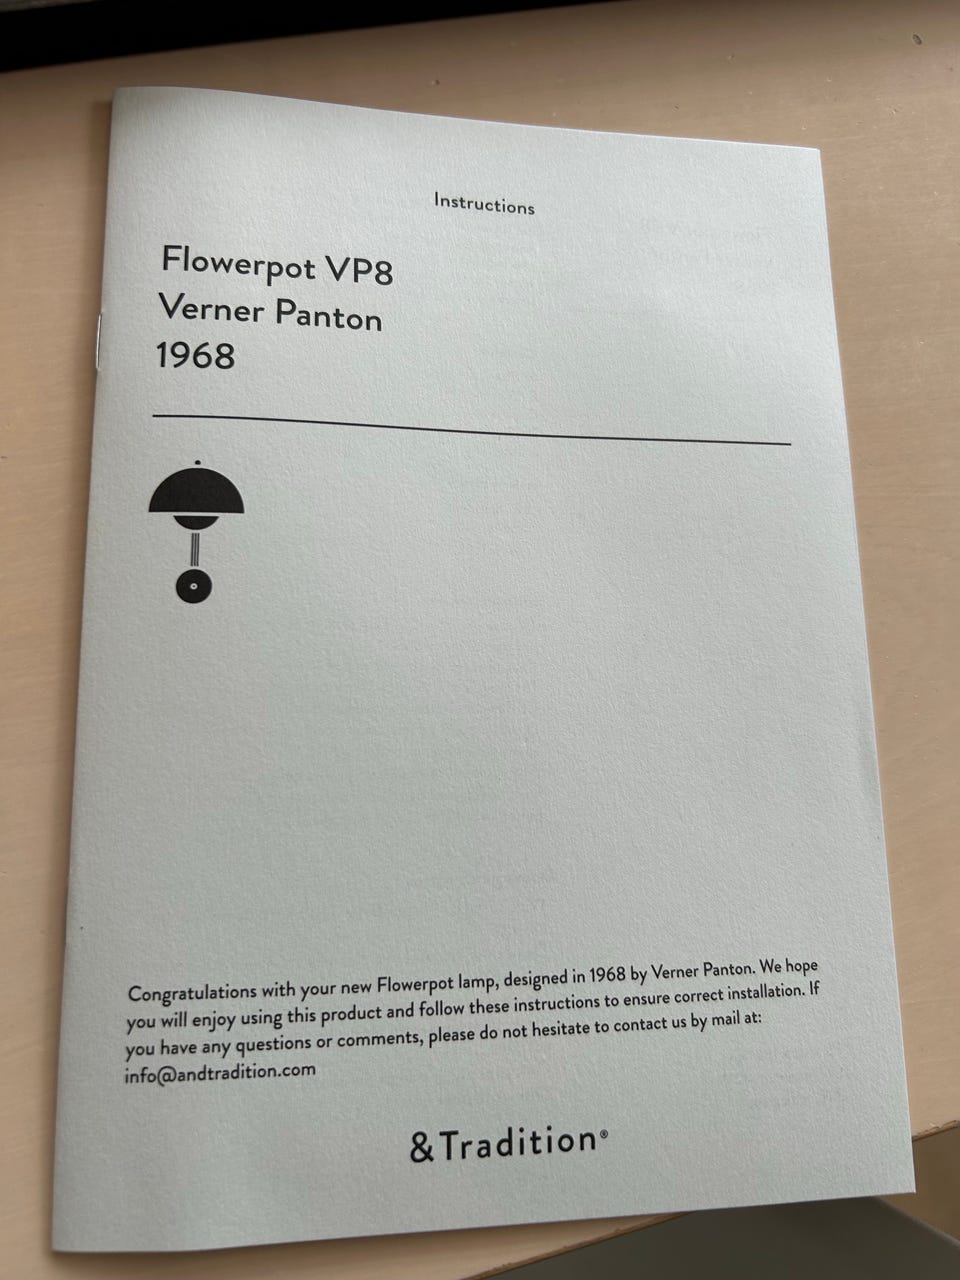 Instructions
Flowerpot VP8
Verner Panton
1968
Congratulations with your new Flowerpot lamp, designed in 1968 by Verner Panton. We hope
you will enjoy using this product and follow these instructions to ensure correct installation. If
you have any questions or comments, please do not hesitate to contact us by mail at:
info@andtradition.com
&Tradition®